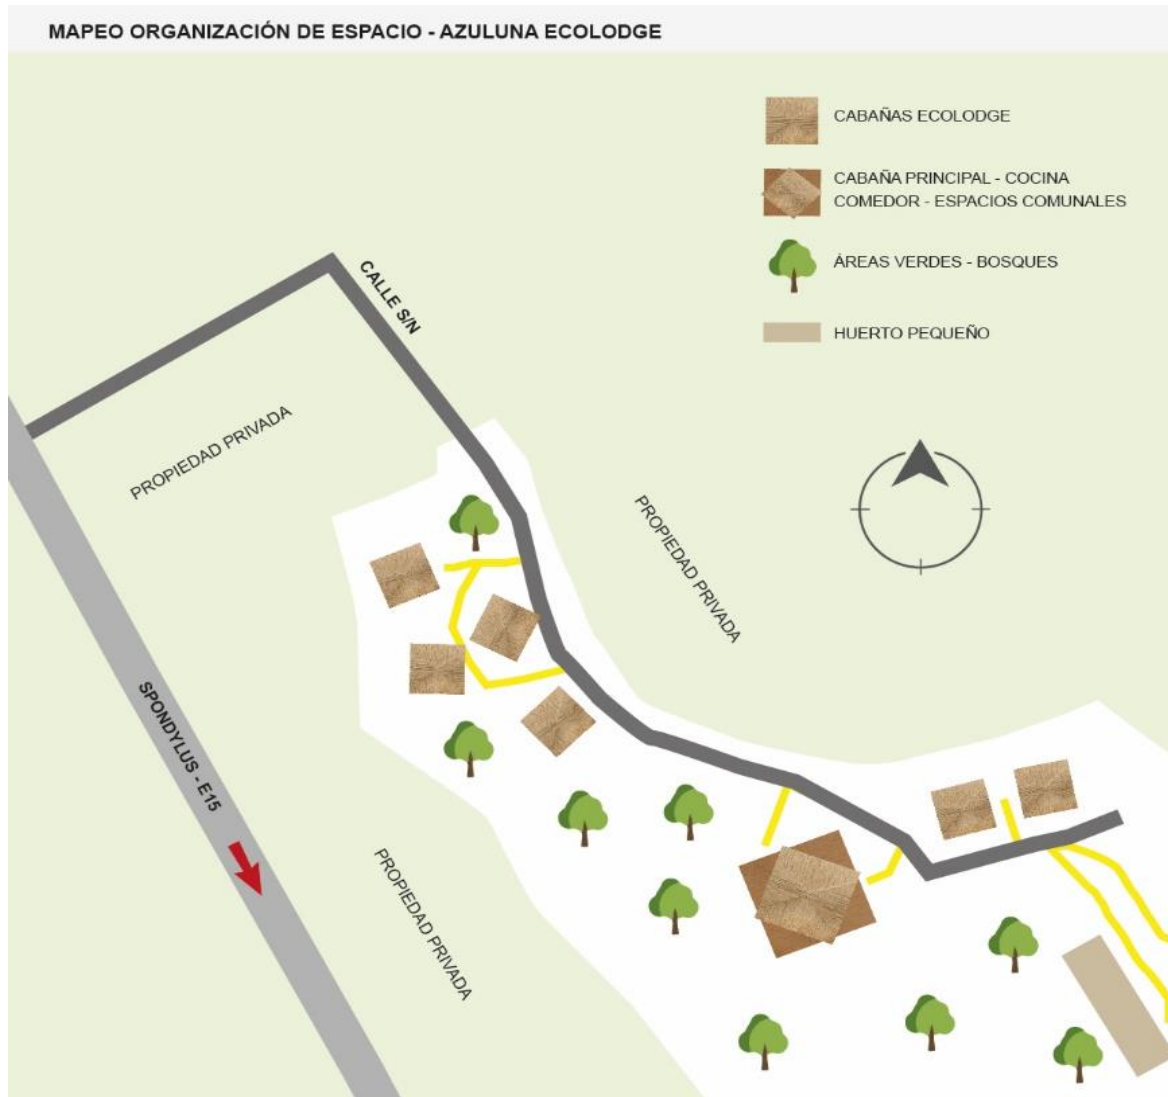 MAPEO ORGANIZACIÓN DE ESPACIO - AZULUNA ECOLODGE
CABAÑAS ECOLODGE
CABAÑA PRINCIPAL - COCINA
COMEDOR - ESPACIOS COMUNALES
ÁREAS VERDES - BOSQUES
HUERTO PEQUEÑO
CALLE S/N
PROPIEDAD PRIVADA
PROPIEDAD PRIVADA
SPONDYLUS - E15
PROPIEDAD PRIVADA